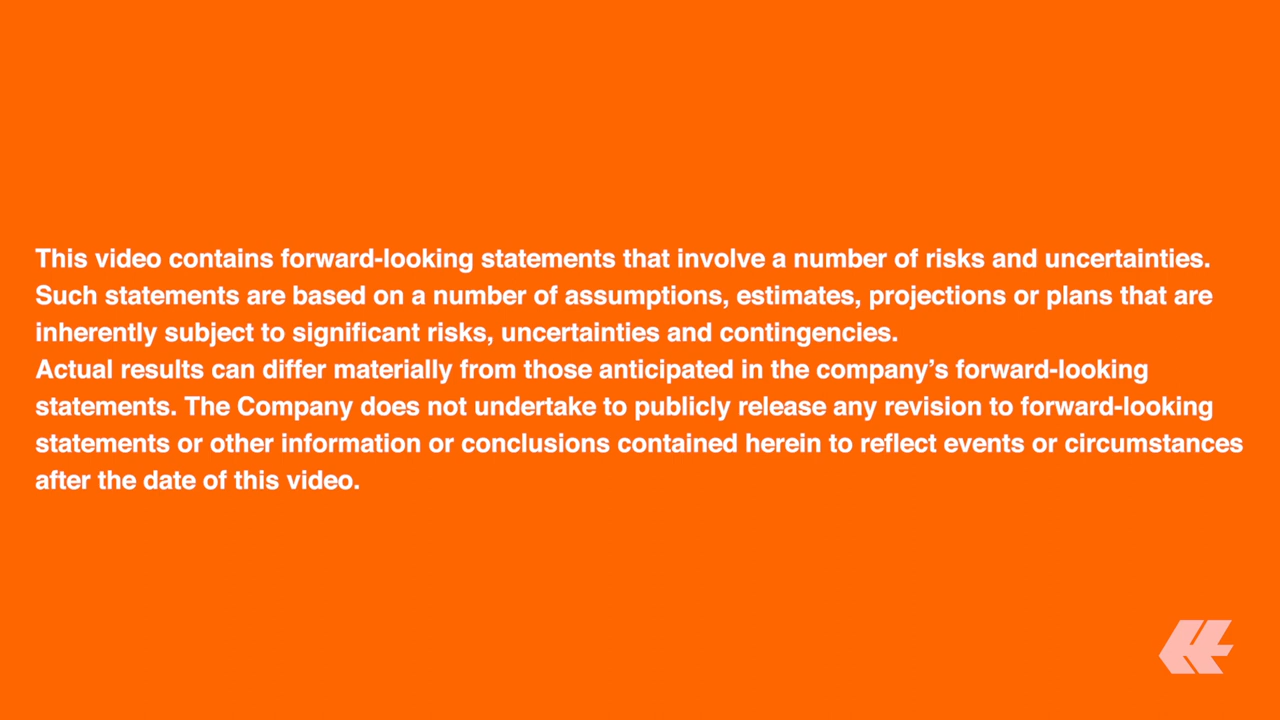 This video contains forward-looking statements that involve a number of risks and uncertainties.
Such statements are based on a number of assumptions, estimates, projections or plans that are
inherently subject to significant risks, uncertainties and contingencies.
Actual results can differ materially from those anticipated in the company’s forward-looking
statements. The Company does not undertake to publicly release any revision to forward-looking
statements or other information or conclusions contained herein to reflect events or circumstances
after the date of this video.